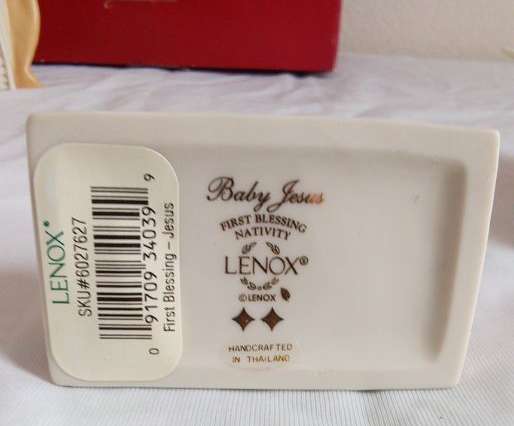 LENOX®
SKU#6027627
0 91709 34039 9
First Blessing – Jesus
Baby Jesus
FIRST BLESSING
NATIVITY
LENOX®
© LENOX
HANDCRAFTED
IN THAILAND